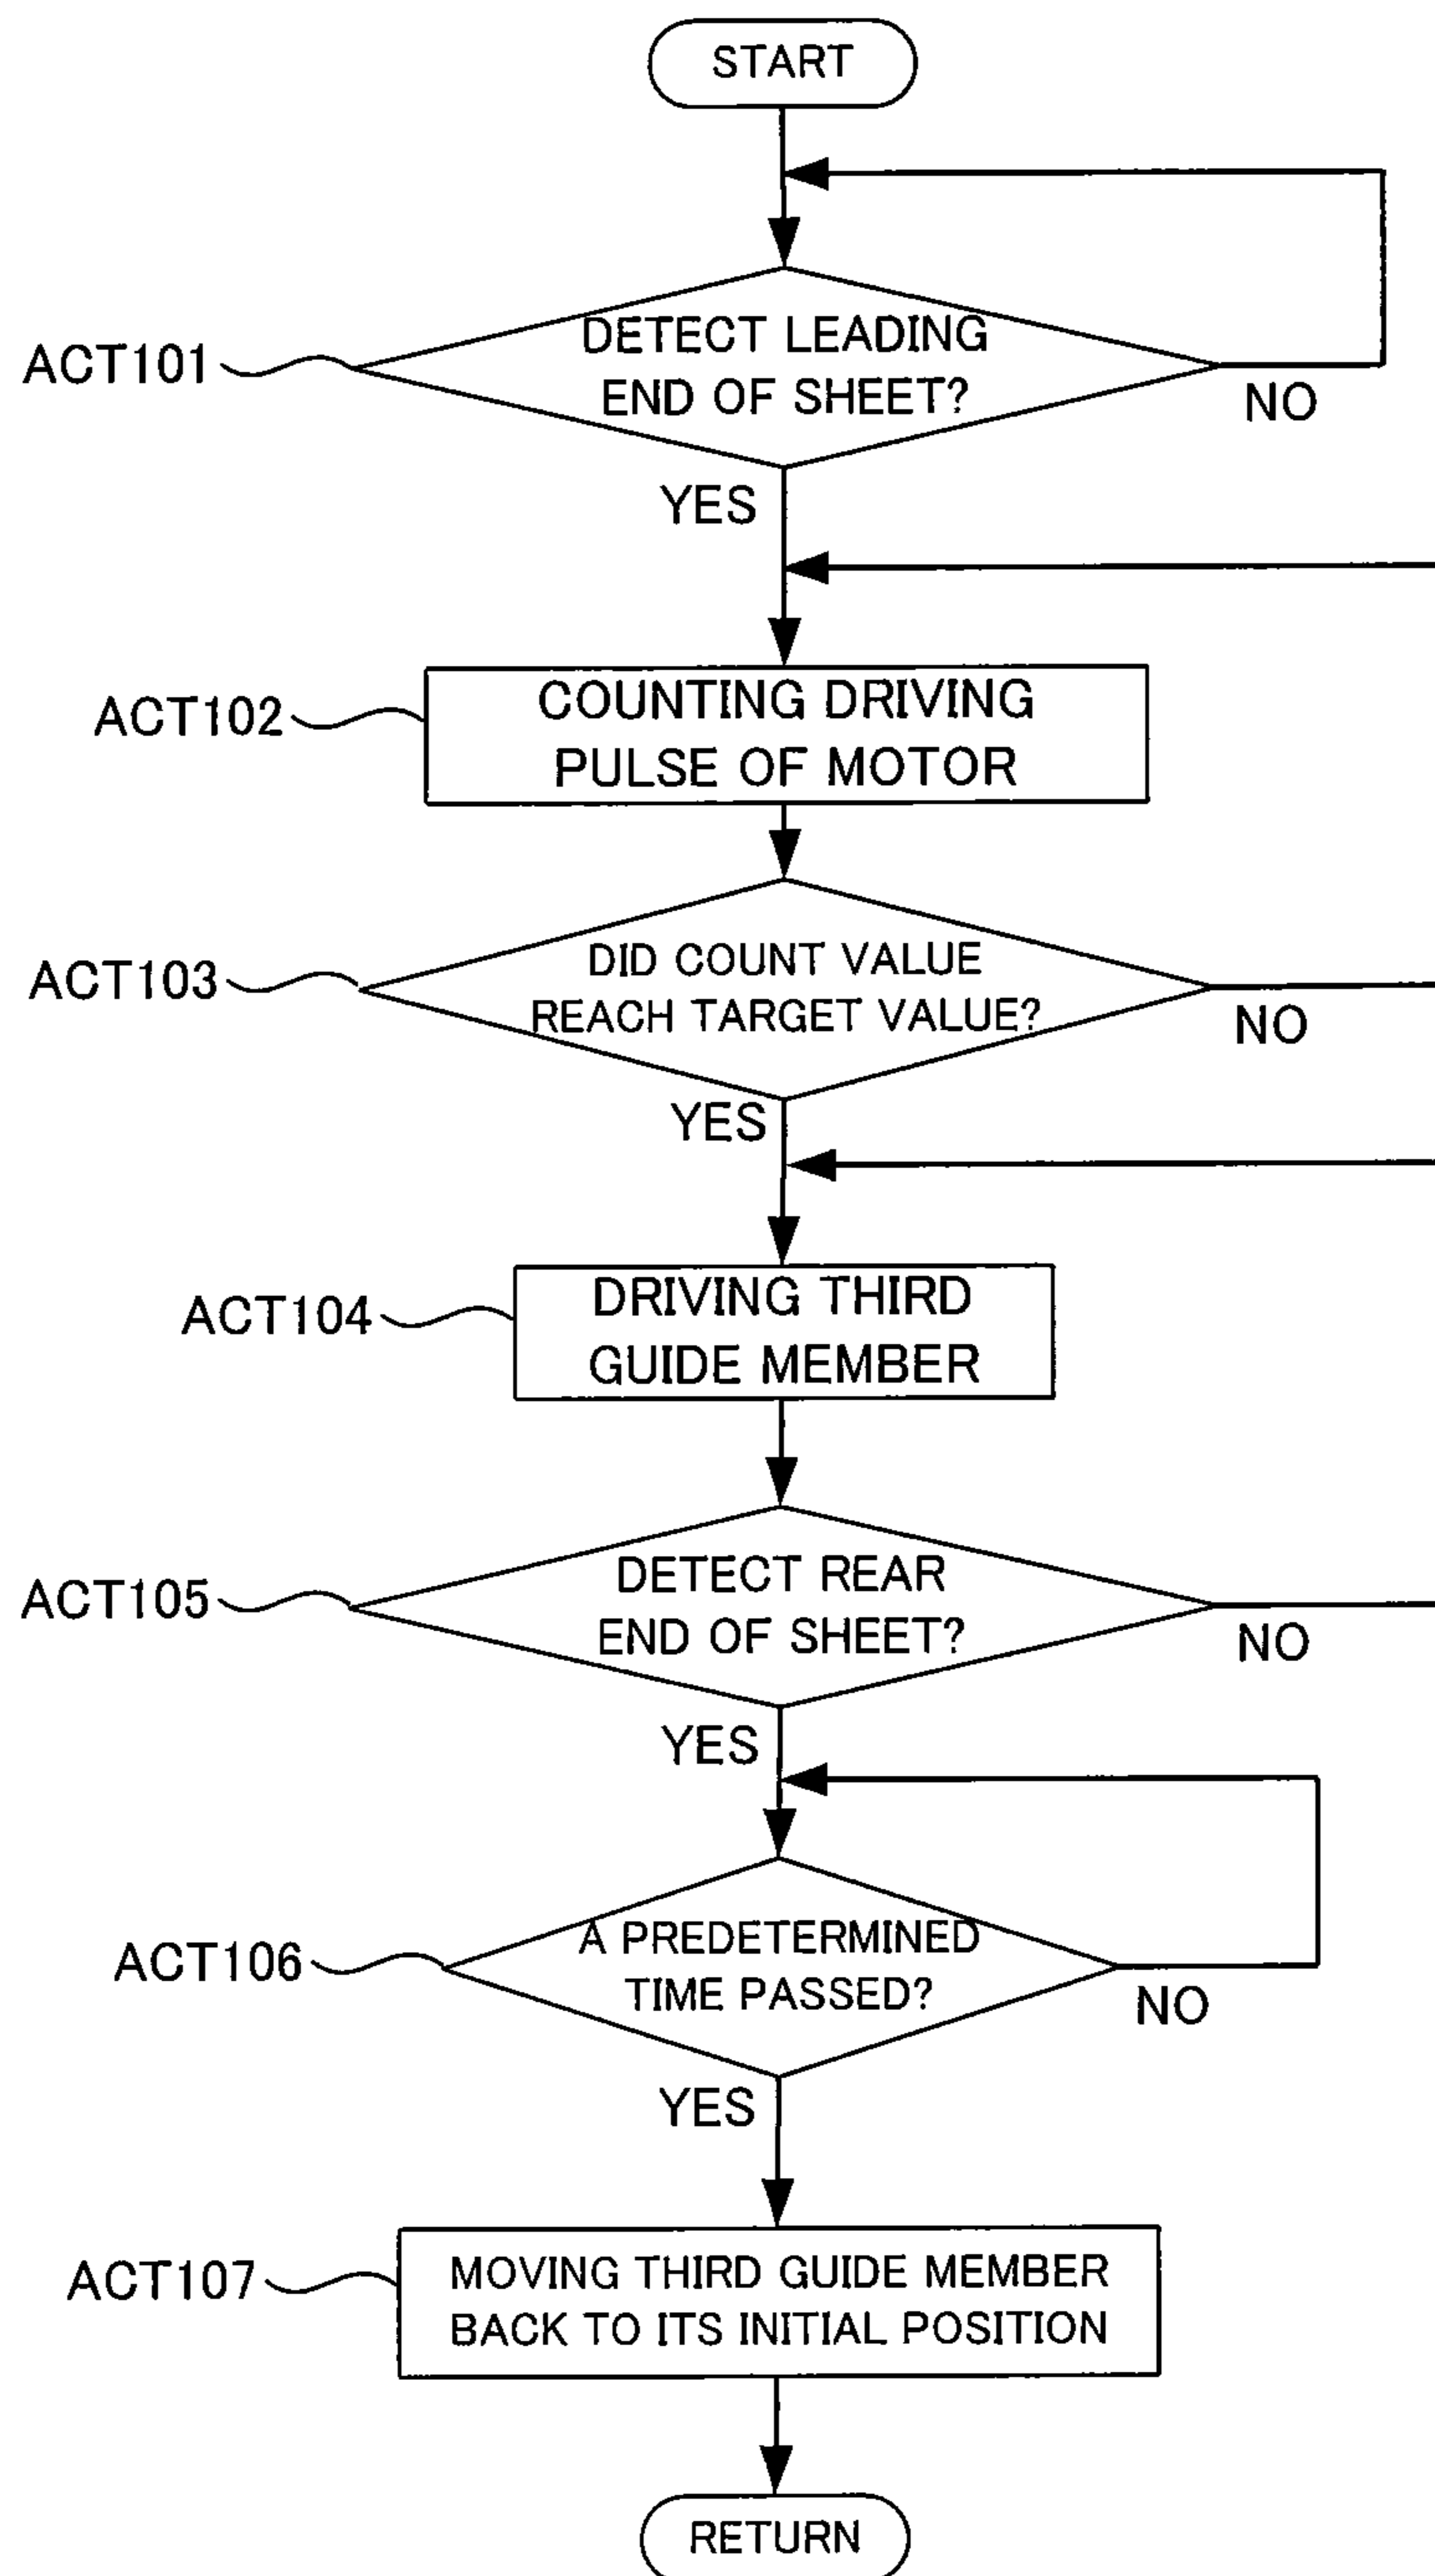 START
ACT101
DETECT LEADING
END OF SHEET?
NO
YES
ACT102
COUNTING DRIVING
PULSE OF MOTOR
ACT103
DID COUNT VALUE
REACH TARGET VALUE?
NO
YES
ACT104
DRIVING THIRD
GUIDE MEMBER
ACT105
DETECT REAR
END OF SHEET?
NO
YES
ACT106
A PREDETERMINED
TIME PASSED?
NO
YES
ACT107
MOVING THIRD GUIDE MEMBER
BACK TO ITS INITIAL POSITION
RETURN